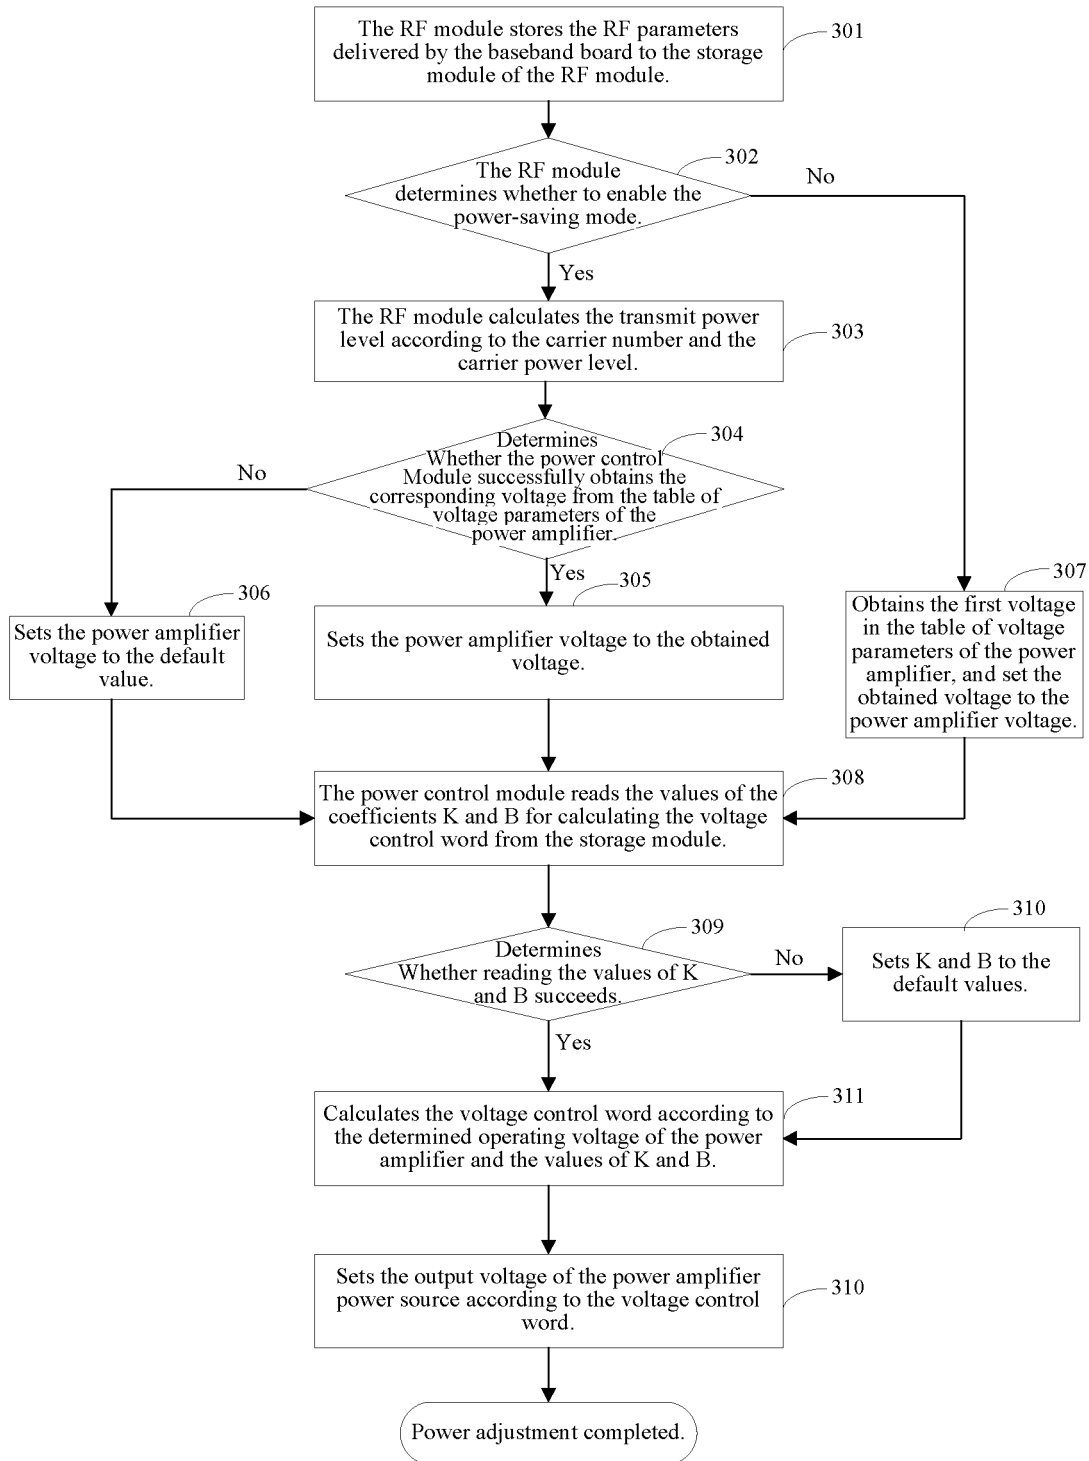 The RF module stores the RF parameters
delivered by the baseband board to the storage
module of the RF module.
301
The RF module
determines whether to enable the
power-saving mode.
302
No
Yes
The RF module calculates the transmit power
level according to the carrier number and the
carrier power level.
303
Determines
Whether the power control
Module successfully obtains the
corresponding voltage from the table of
voltage parameters of the
power amplifier.
304
No
Yes
305
Sets the power amplifier voltage to the obtained
voltage.
306
Sets the power amplifier
voltage to the default
value.
307
Obtains the first voltage
in the table of voltage
parameters of the power
amplifier, and set the
obtained voltage to the
power amplifier voltage.
The power control module reads the values of the
coefficients K and B for calculating the voltage
control word from the storage module.
308
Determines
Whether reading the values of K
and B succeeds.
309
No
310
Sets K and B to the
default values.
Yes
Calculates the voltage control word according to
the determined operating voltage of the power
amplifier and the values of K and B.
311
Sets the output voltage of the power amplifier
power source according to the voltage control
word.
310
Power adjustment completed.